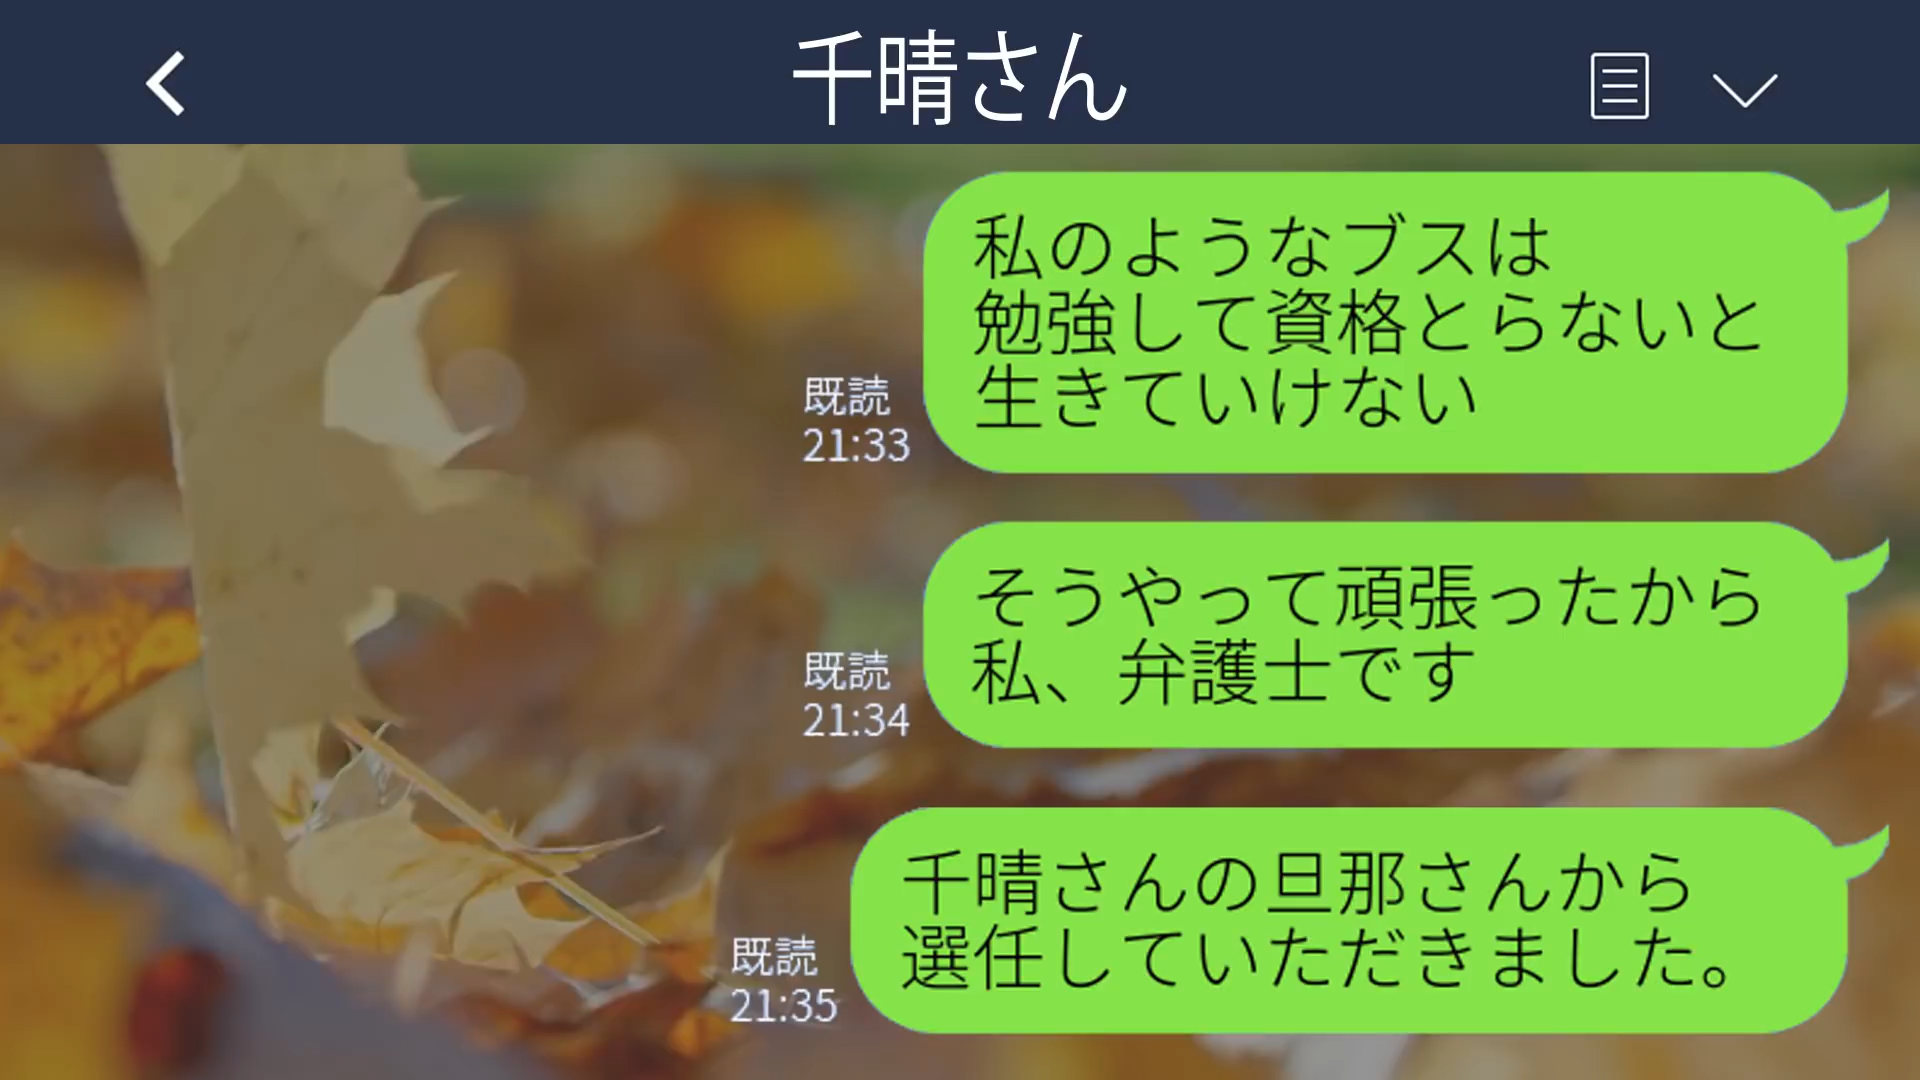 千晴さん
私のようなブスは
勉強して資格とらないと
生きていけない
既読
21:33
そうやって頑張ったから
私、弁護士です
既読
21:34
千晴さんの旦那さんから
選任していただきました。
既読
21:35